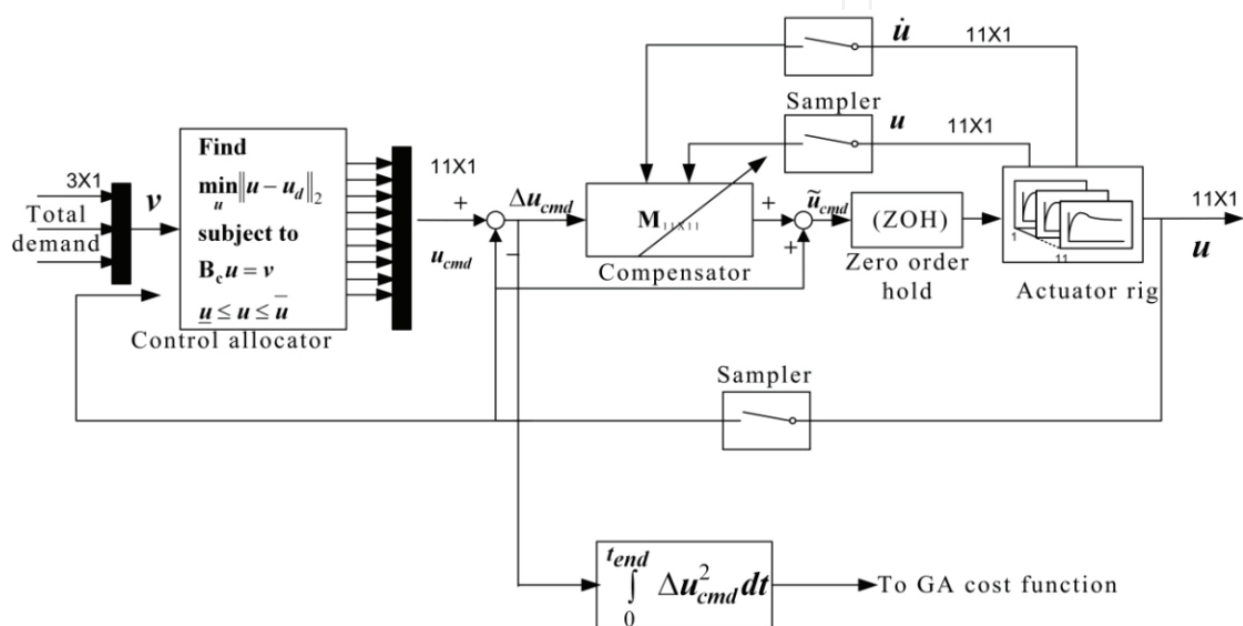 u̇
11X1
Sampler
u
11X1
3X1
Total
demand
v
Find
min‖u − u_d‖₂
u
subject to
B_c u = v
u̲ ≤ u ≤ u̅
Control allocator
11X1
+
u_cmd
−
Δu_cmd
M₁₁ₓ₁₁
Compensator
+
+
ũ_cmd
(ZOH)
Zero order
hold
1
11
Actuator rig
11X1
u
Sampler
t_end
∫ Δu²_cmd dt
0
To GA cost function